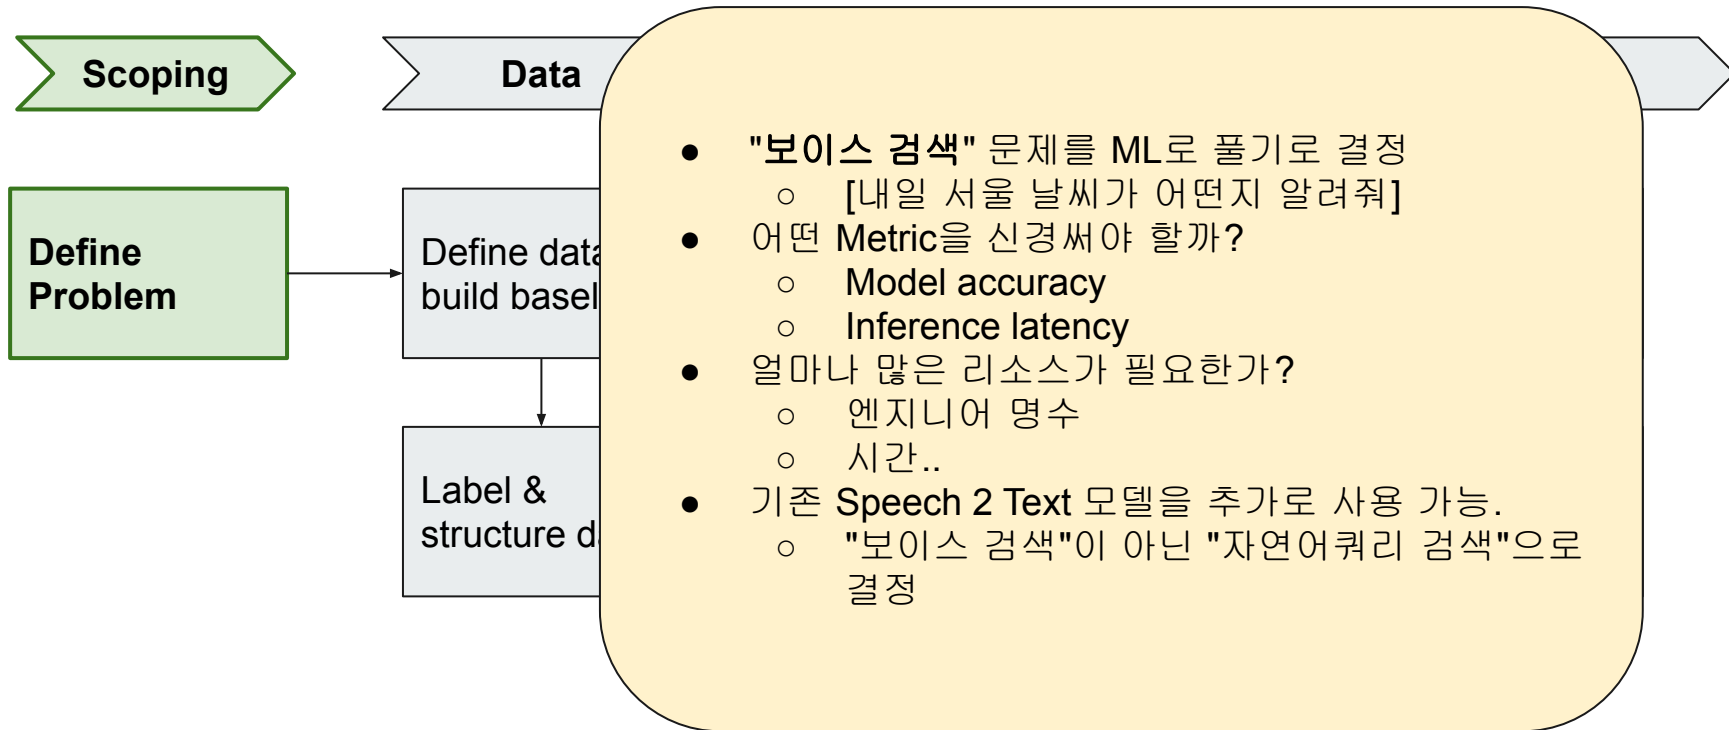 Scoping
Data
Define
Problem
Define data
build basel
Label &
structure d
● "보이스 검색" 문제를 ML로 풀기로 결정
○ [내일 서울 날씨가 어떤지 알려줘]
● 어떤 Metric을 신경써야 할까?
○ Model accuracy
○ Inference latency
● 얼마나 많은 리소스가 필요한가?
○ 엔지니어 명수
○ 시간..
● 기존 Speech 2 Text 모델을 추가로 사용 가능.
○ "보이스 검색"이 아닌 "자연어쿼리 검색"으로
결정